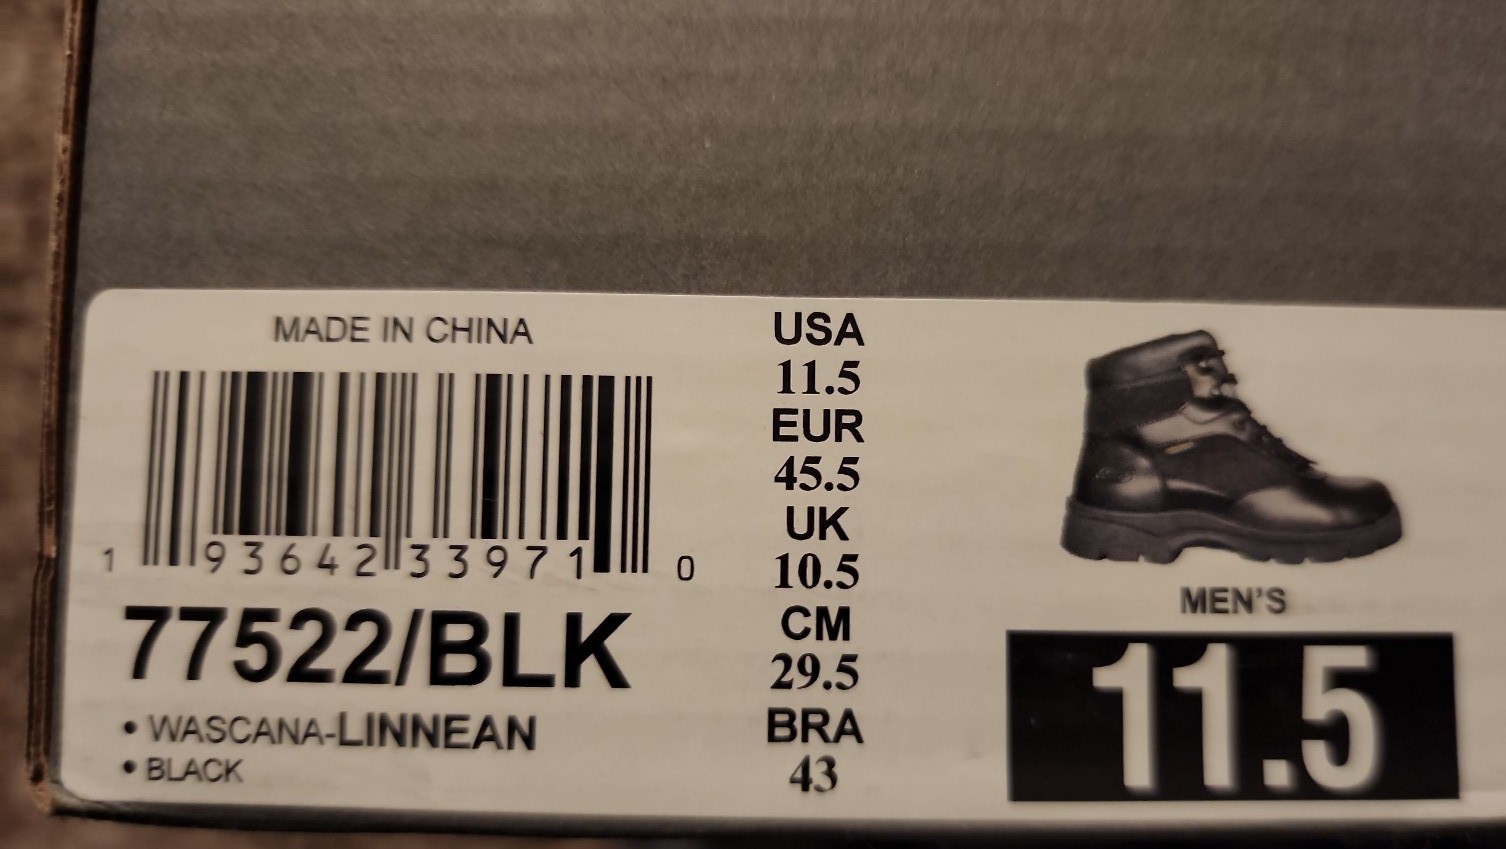 MADE IN CHINA
1 93642 33971 0
77522/BLK
• WASCANA-LINNEAN
• BLACK
USA
11.5
EUR
45.5
UK
10.5
CM
29.5
BRA
43
MEN'S
11.5